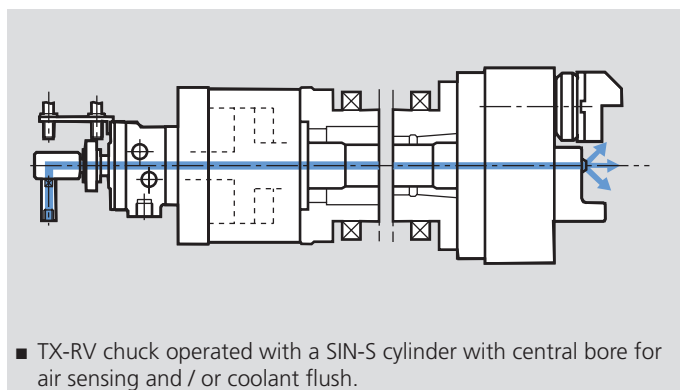 ■ TX-RV chuck operated with a SIN-S cylinder with central bore for
air sensing and / or coolant flush.